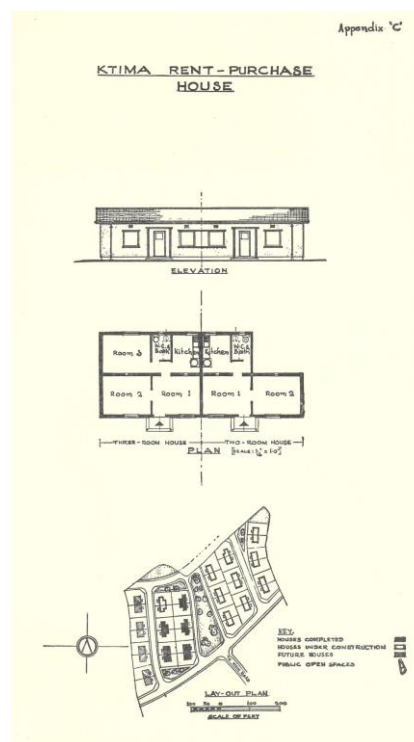 Appendix 'C'
KTIMA RENT-PURCHASE
HOUSE
ELEVATION
Room 3
W.C. & Bath
Kitchen
Kitchen
W.C. & Bath
Room 2
Room 1
Room 1
Room 2
THREE-ROOM HOUSE
TWO-ROOM HOUSE
PLAN
KEY.
HOUSES COMPLETED
HOUSES UNDER CONSTRUCTION
FUTURE HOUSES
PUBLIC OPEN SPACES
LAY-OUT PLAN
SCALE OF FEET